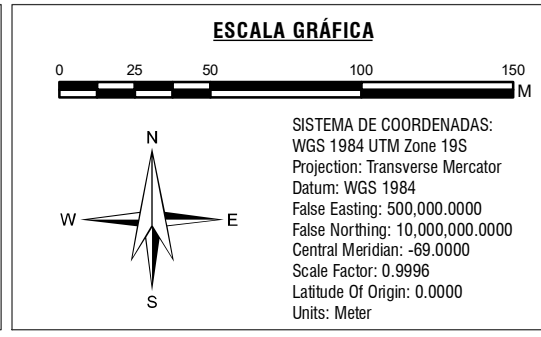 ESCALA GRÁFICA
0 25 50 100 150
M
SISTEMA DE COORDENADAS:
WGS 1984 UTM Zone 19S
Projection: Transverse Mercator
Datum: WGS 1984
False Easting: 500,000.0000
False Northing: 10,000,000.0000
Central Meridian: -69.0000
Scale Factor: 0.9996
Latitude Of Origin: 0.0000
Units: Meter
N
W E
S